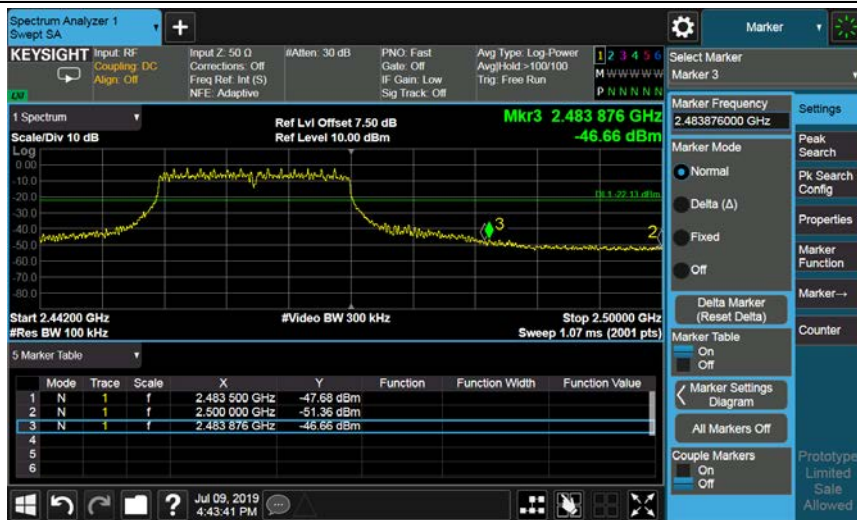 Spectrum Analyzer 1
Swept SA
+
Marker
KEYSIGHT
Input: RF
Coupling: DC
Align: Off
Input Z: 50 Ω
Corrections: Off
Freq Ref: Int (S)
NFE: Adaptive
#Atten: 30 dB
PNO: Fast
Gate: Off
IF Gain: Low
Sig Track: Off
Avg Type: Log-Power
Avg|Hold:>100/100
Trig: Free Run
1 2 3 4 5 6
M W W W W W
P N N N N N
LXI
Select Marker
Marker 3
1 Spectrum
Scale/Div 10 dB
Ref Lvl Offset 7.50 dB
Ref Level 10.00 dBm
Mkr3 2.483 876 GHz
-46.66 dBm
Log
0.00
-10.0
-20.0
-30.0
-40.0
-50.0
-60.0
-70.0
-80.0
DL1 -22.13 dBm
3
2
Start 2.44200 GHz
#Res BW 100 kHz
#Video BW 300 kHz
Stop 2.50000 GHz
Sweep 1.07 ms (2001 pts)
5 Marker Table
Mode Trace Scale X Y Function Function Width Function Value
1 N 1 f 2.483 500 GHz -47.68 dBm
2 N 1 f 2.500 000 GHz -51.36 dBm
3 N 1 f 2.483 876 GHz -46.66 dBm
4
5
6
Marker Frequency
2.483876000 GHz
Marker Mode
Normal
Delta (Δ)
Fixed
Off
Delta Marker
(Reset Delta)
Marker Table
On
Off
Marker Settings
Diagram
All Markers Off
Couple Markers
On
Off
Settings
Peak
Search
Pk Search
Config
Properties
Marker
Function
Marker→
Counter
Prototype
Limited
Sale
Allowed
?
Jul 09, 2019
4:43:41 PM